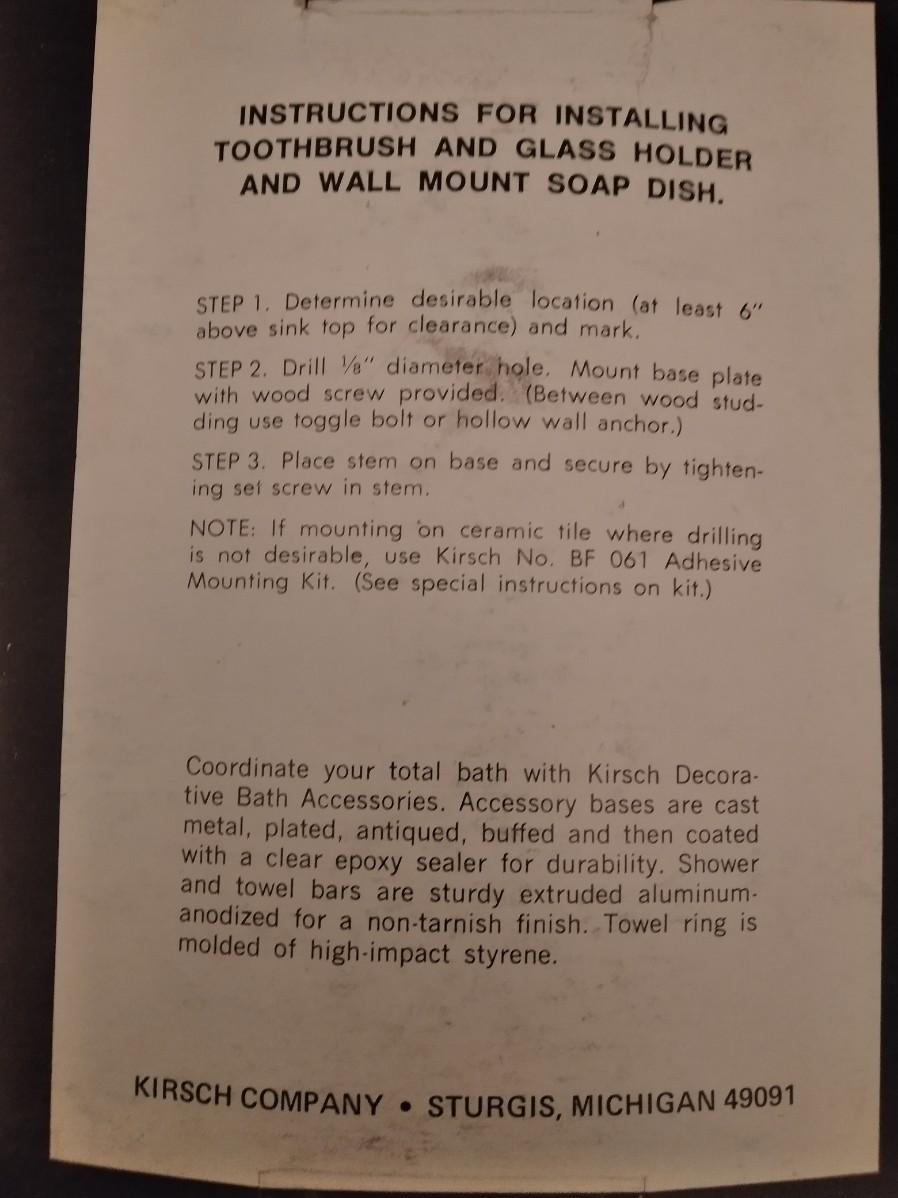 INSTRUCTIONS FOR INSTALLING
TOOTHBRUSH AND GLASS HOLDER
AND WALL MOUNT SOAP DISH.
STEP 1. Determine desirable location (at least 6"
above sink top for clearance) and mark.
STEP 2. Drill ⅛" diameter hole. Mount base plate
with wood screw provided. (Between wood stud-
ding use toggle bolt or hollow wall anchor.)
STEP 3. Place stem on base and secure by tighten-
ing set screw in stem.
NOTE: If mounting on ceramic tile where drilling
is not desirable, use Kirsch No. BF 061 Adhesive
Mounting Kit. (See special instructions on kit.)
Coordinate your total bath with Kirsch Decora-
tive Bath Accessories. Accessory bases are cast
metal, plated, antiqued, buffed and then coated
with a clear epoxy sealer for durability. Shower
and towel bars are sturdy extruded aluminum-
anodized for a non-tarnish finish. Towel ring is
molded of high-impact styrene.
KIRSCH COMPANY • STURGIS, MICHIGAN 49091